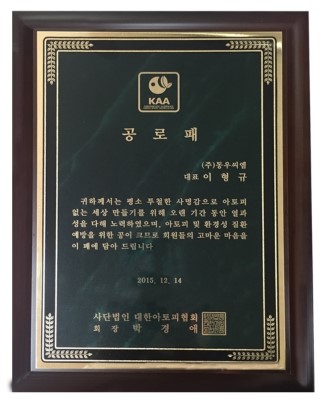 KAA
공 로 패
(주)동우씨엠
대표 이 형 규
귀하께서는 평소 투철한 사명감으로 아토피
없는 세상 만들기를 위해 오랜 기간 동안 열과
성을 다해 노력하였으며, 아토피 및 환경성 질환
예방을 위한 공이 크므로 회원들의 고마운 마음을
이 패에 담아 드립니다
2015. 12. 14
사단법인 대한아토피협회
회 장 박 경 애